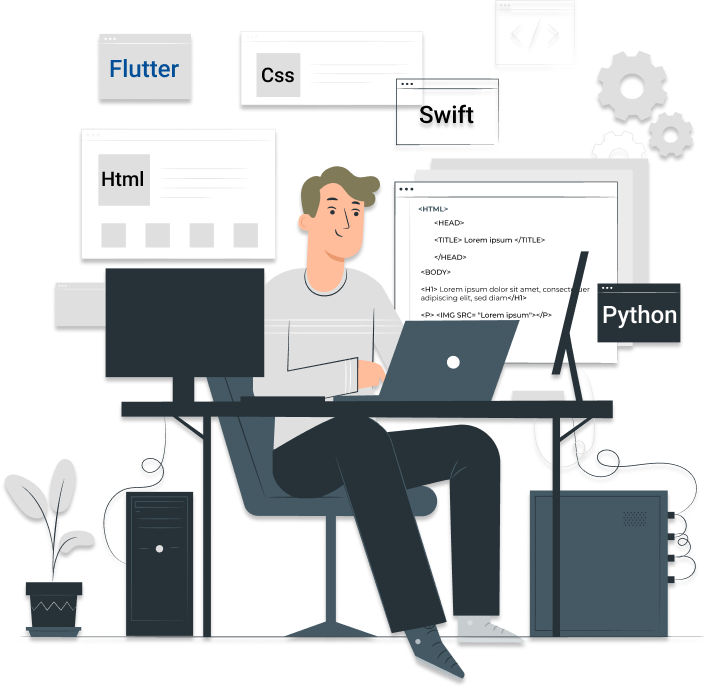 </>
Flutter
Css
Swift
Html
<HTML>
<HEAD>
<TITLE> Lorem ipsum </TITLE>
</HEAD>
<BODY>
<H1> Lorem ipsum dolor sit amet, consectetuer
adipiscing elit, sed diam</H1>
<P> <IMG SRC= "Lorem ipsum"></P>
Python